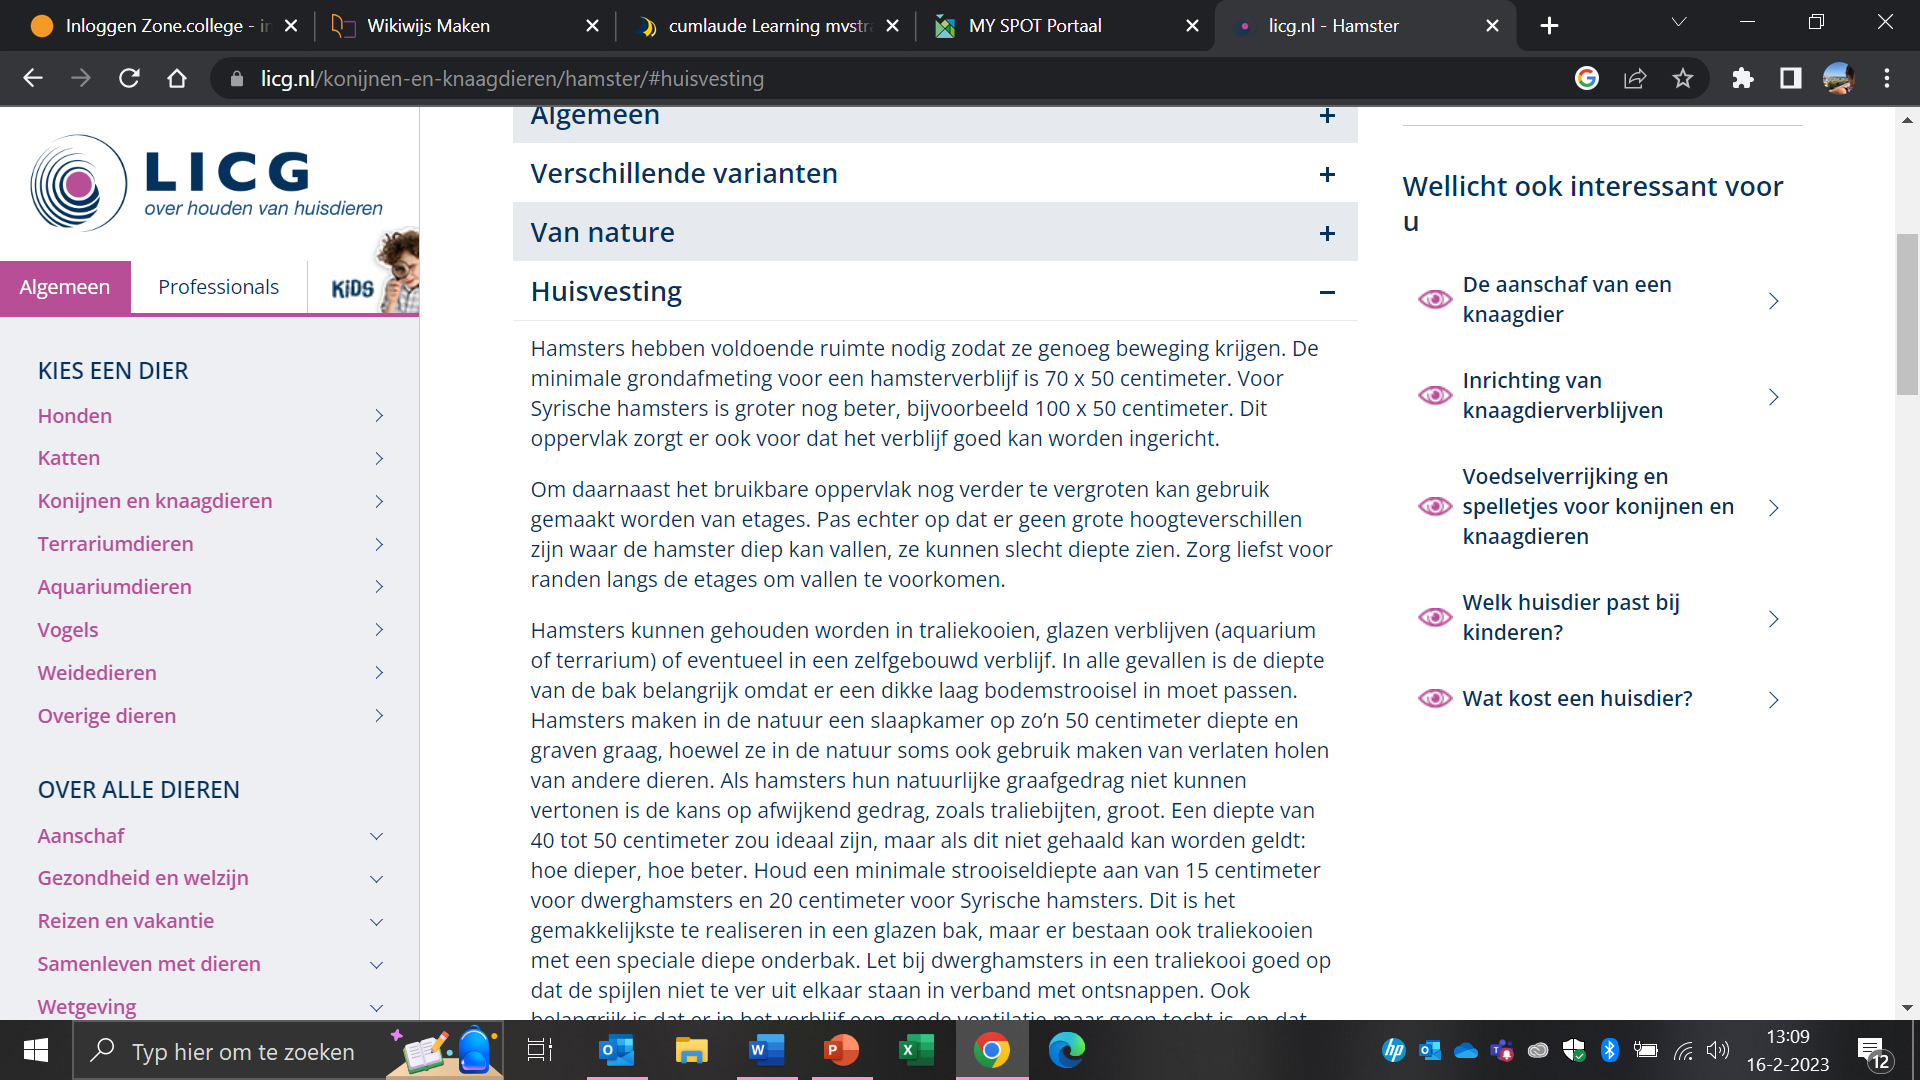 Inloggen Zone.college - in
Wikiwijs Maken
cumlaude Learning mvstra
MY SPOT Portaal
licg.nl - Hamster
licg.nl/konijnen-en-knaagdieren/hamster/#huisvesting
LICG
over houden van huisdieren
Algemeen
Professionals
KiDS
KIES EEN DIER
Honden
Katten
Konijnen en knaagdieren
Terrariumdieren
Aquariumdieren
Vogels
Weidedieren
Overige dieren
OVER ALLE DIEREN
Aanschaf
Gezondheid en welzijn
Reizen en vakantie
Samenleven met dieren
Wetgeving
Algemeen
Verschillende varianten
Van nature
Huisvesting
Hamsters hebben voldoende ruimte nodig zodat ze genoeg beweging krijgen. De
minimale grondafmeting voor een hamsterverblijf is 70 x 50 centimeter. Voor
Syrische hamsters is groter nog beter, bijvoorbeeld 100 x 50 centimeter. Dit
oppervlak zorgt er ook voor dat het verblijf goed kan worden ingericht.
Om daarnaast het bruikbare oppervlak nog verder te vergroten kan gebruik
gemaakt worden van etages. Pas echter op dat er geen grote hoogteverschillen
zijn waar de hamster diep kan vallen, ze kunnen slecht diepte zien. Zorg liefst voor
randen langs de etages om vallen te voorkomen.
Hamsters kunnen gehouden worden in traliekooien, glazen verblijven (aquarium
of terrarium) of eventueel in een zelfgebouwd verblijf. In alle gevallen is de diepte
van de bak belangrijk omdat er een dikke laag bodemstrooisel in moet passen.
Hamsters maken in de natuur een slaapkamer op zo’n 50 centimeter diepte en
graven graag, hoewel ze in de natuur soms ook gebruik maken van verlaten holen
van andere dieren. Als hamsters hun natuurlijke graafgedrag niet kunnen
vertonen is de kans op afwijkend gedrag, zoals traliebijten, groot. Een diepte van
40 tot 50 centimeter zou ideaal zijn, maar als dit niet gehaald kan worden geldt:
hoe dieper, hoe beter. Houd een minimale strooiseldiepte aan van 15 centimeter
voor dwerghamsters en 20 centimeter voor Syrische hamsters. Dit is het
gemakkelijkste te realiseren in een glazen bak, maar er bestaan ook traliekooien
met een speciale diepe onderbak. Let bij dwerghamsters in een traliekooi goed op
dat de spijlen niet te ver uit elkaar staan in verband met ontsnappen. Ook
belangrijk is dat er in het verblijf een goede ventilatie maar geen tocht is, en dat
Wellicht ook interessant voor
u
De aanschaf van een
knaagdier
Inrichting van
knaagdierverblijven
Voedselverrijking en
spelletjes voor konijnen en
knaagdieren
Welk huisdier past bij
kinderen?
Wat kost een huisdier?
Typ hier om te zoeken
13:09
16-2-2023
12